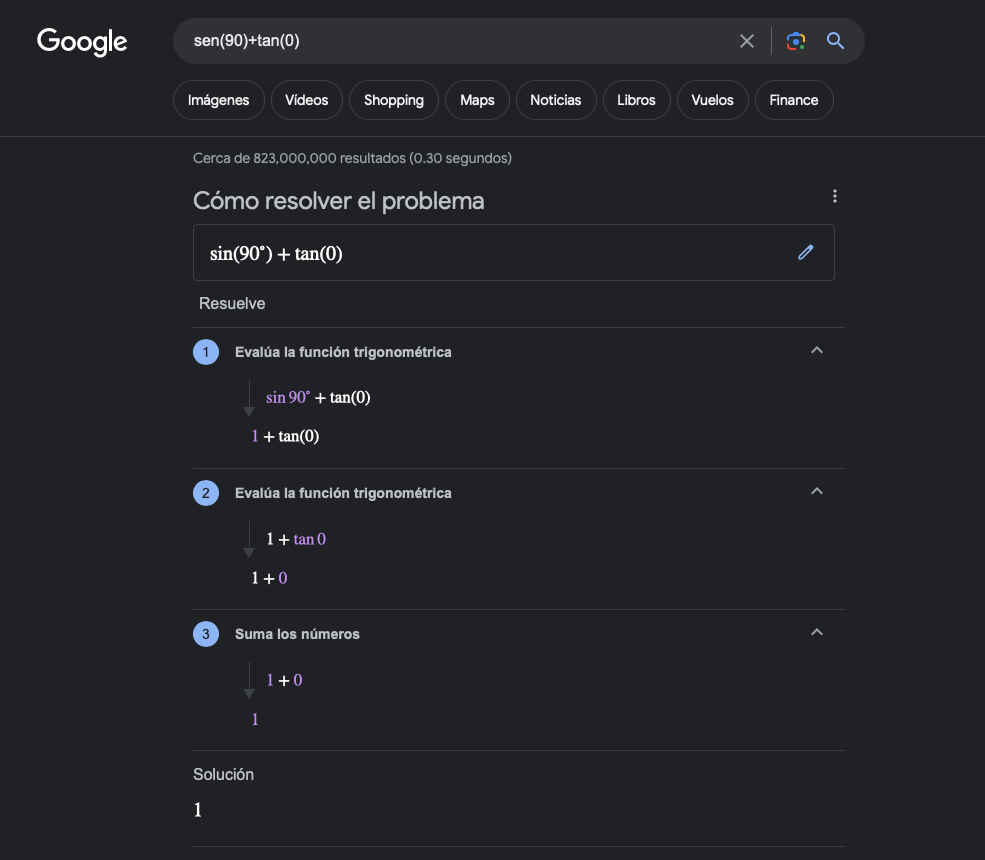 Google
sen(90)+tan(0)
Imágenes Vídeos Shopping Maps Noticias Libros Vuelos Finance
Cerca de 823,000,000 resultados (0.30 segundos)
Cómo resolver el problema
sin(90°) + tan(0)
Resuelve
1 Evalúa la función trigonométrica
sin 90° + tan(0)
1 + tan(0)
2 Evalúa la función trigonométrica
1 + tan 0
1 + 0
3 Suma los números
1 + 0
1
Solución
1